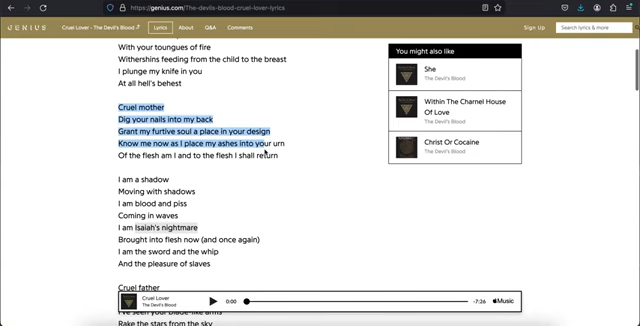 https://genius.com/The-devils-blood-cruel-lover-lyrics
GENIUS
Cruel Lover - The Devil's Blood
Lyrics
About
Q&A
Comments
Sign Up
Search lyrics & more
With your toungues of fire
Withershins feeding from the child to the breast
I plunge my knife in you
At all hell's behest
Cruel mother
Dig your nails into my back
Grant my furtive soul a place in your design
Know me now as I place my ashes into your urn
Of the flesh am I and to the flesh I shall return
I am a shadow
Moving with shadows
I am blood and piss
Coming in waves
I am Isaiah's nightmare
Brought into flesh now (and once again)
I am the sword and the whip
And the pleasure of slaves
Cruel father
I've seen your blade-like arms
Rake the stars from the sky
You might also like
She
The Devil's Blood
Within The Charnel House
Of Love
The Devil's Blood
Christ Or Cocaine
The Devil's Blood
Cruel Lover
The Devil's Blood
0:00
-7:26
Music